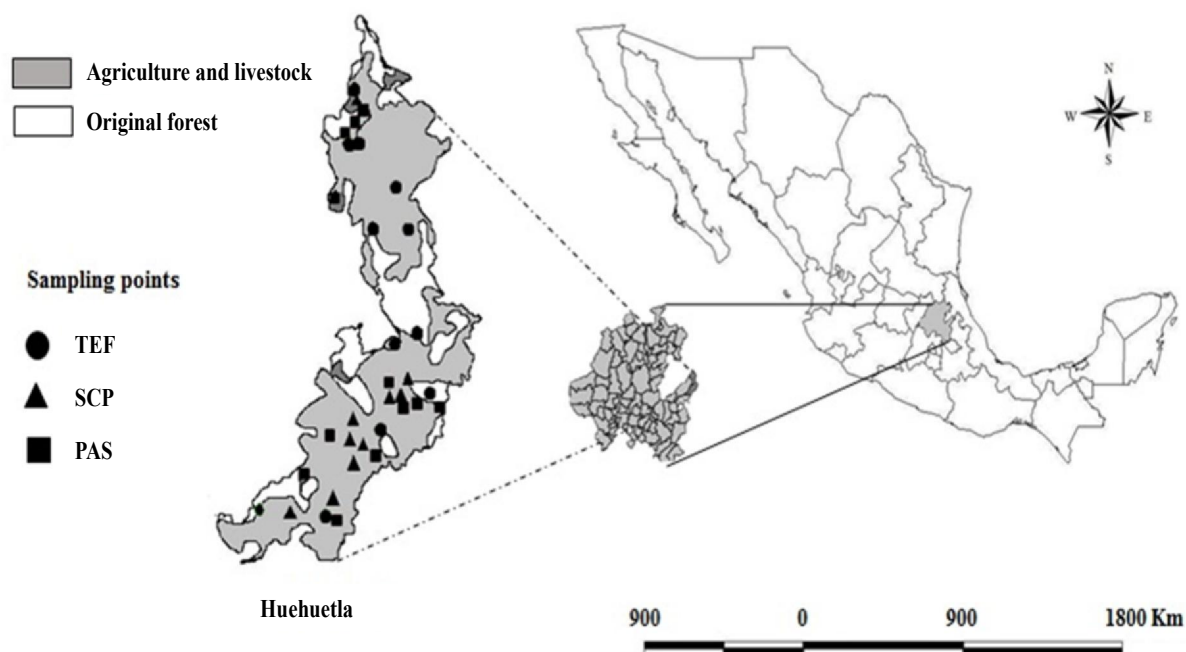 Agriculture and livestock
Original forest
N
W E
S
Sampling points
TEF
SCP
PAS
Huehuetla
900 0 900 1800 Km